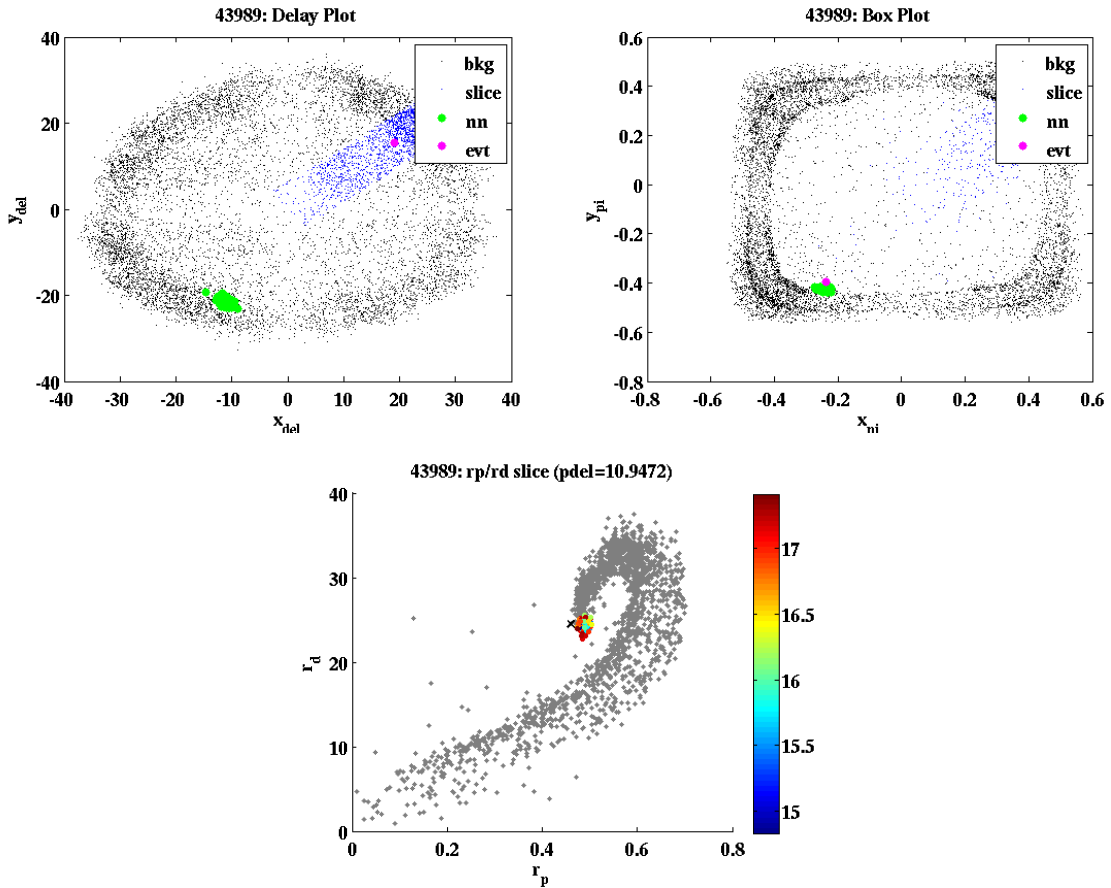 43989: Delay Plot
40
20
0
-20
-40
-40 -30 -20 -10 0 10 20 30 40
y_del
x_del
bkg
slice
nn
evt
43989: Box Plot
0.6
0.4
0.2
0
-0.2
-0.4
-0.6
-0.8
-0.8 -0.6 -0.4 -0.2 0 0.2 0.4 0.6
y_pi
x_pi
bkg
slice
nn
evt
43989: rp/rd slice (pdel=10.9472)
40
30
20
10
0
0 0.2 0.4 0.6 0.8
r_d
r_p
17
16.5
16
15.5
15